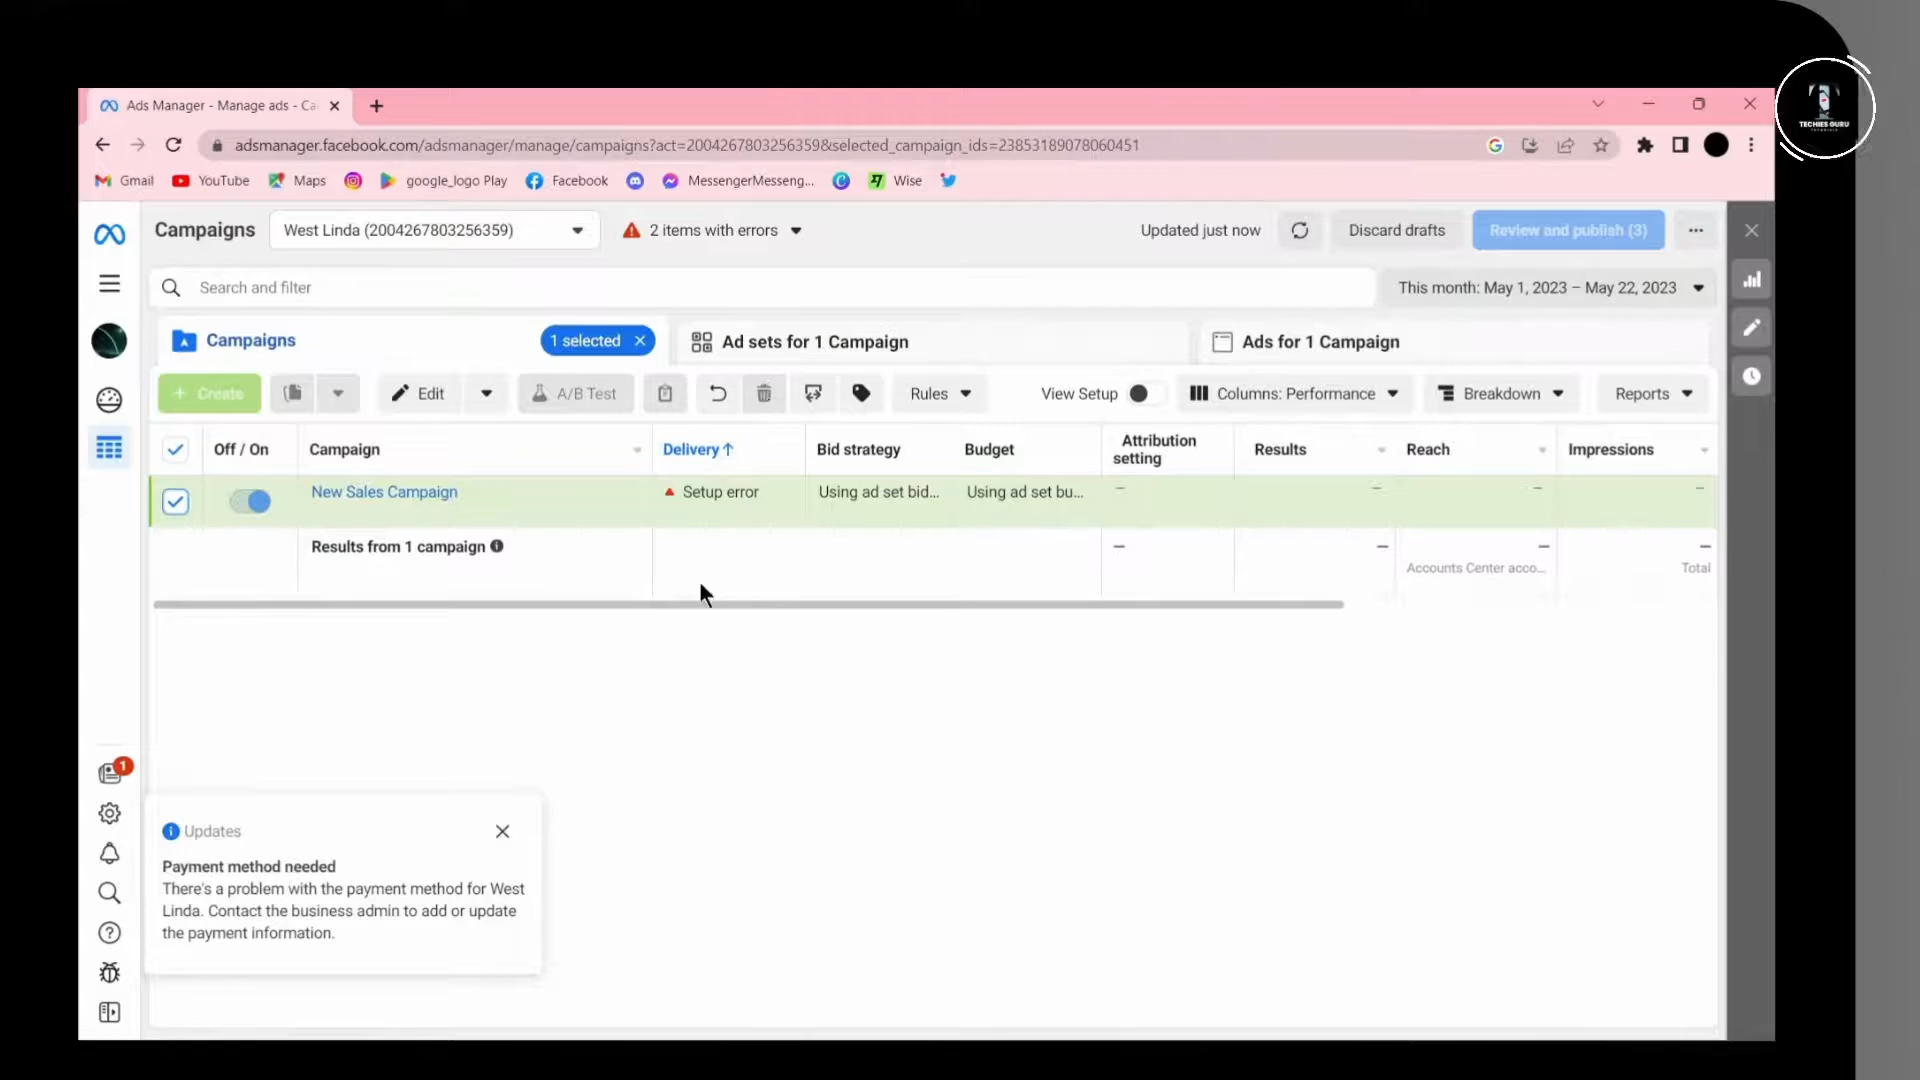 Ads Manager - Manage ads - Ca
TECHIES GURU
TUTORIALS
adsmanager.facebook.com/adsmanager/manage/campaigns?act=2004267803256359&selected_campaign_ids=23853189078060451
Gmail YouTube Maps google_logo Play Facebook MessengerMesseng... Wise
Campaigns West Linda (2004267803256359) 2 items with errors Updated just now Discard drafts Review and publish (3)
Search and filter This month: May 1, 2023 – May 22, 2023
Campaigns 1 selected Ad sets for 1 Campaign Ads for 1 Campaign
+ Create Edit A/B Test Rules View Setup Columns: Performance Breakdown Reports
Off / On Campaign Delivery ↑ Bid strategy Budget Attribution setting Results Reach Impressions
New Sales Campaign Setup error Using ad set bid... Using ad set bu... — — — —
Results from 1 campaign — — — —
Accounts Center acco... Total
1
Updates
Payment method needed
There's a problem with the payment method for West
Linda. Contact the business admin to add or update
the payment information.